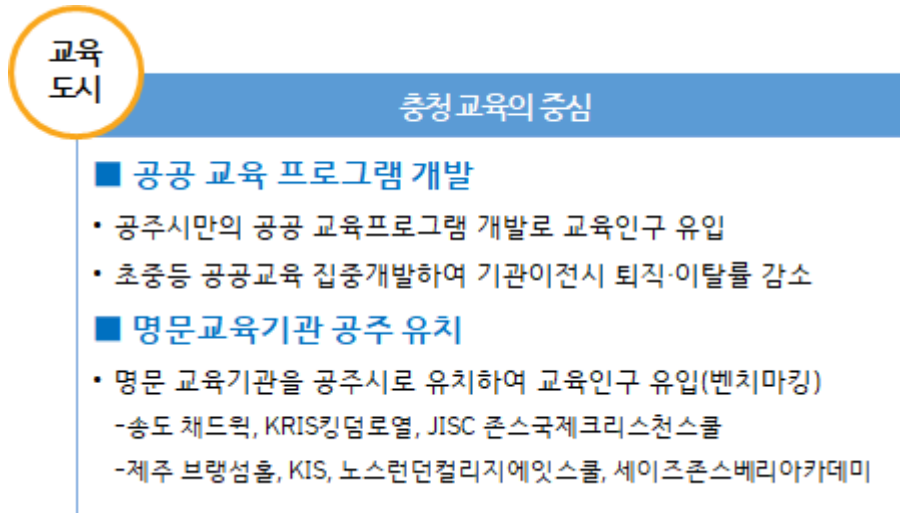 교육
도시
충청 교육의 중심
■ 공공 교육 프로그램 개발
• 공주시만의 공공 교육프로그램 개발로 교육인구 유입
• 초중등 공공교육 집중개발하여 기관이전시 퇴직·이탈률 감소
■ 명문교육기관 공주 유치
• 명문 교육기관을 공주시로 유치하여 교육인구 유입(벤치마킹)
-송도 채드윅, KRIS킹덤로열, JISC 존스국제크리스천스쿨
-제주 브랭섬홀, KIS, 노스런던컬리지에잇스쿨, 세이즈존스베리아카데미